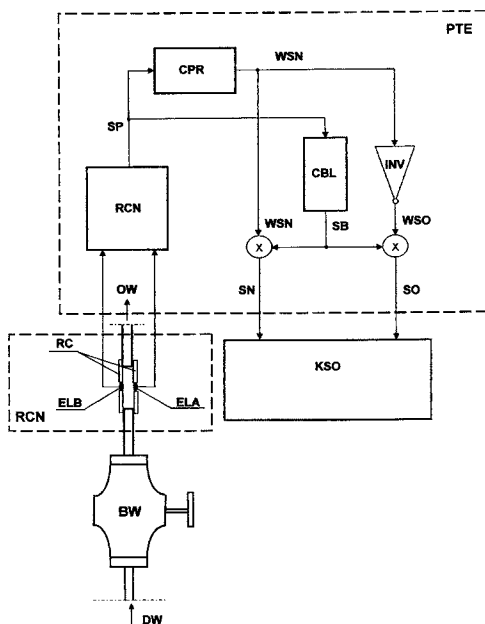 PTE
CPR
WSN
SP
RCN
CBL
INV
WSN
SB
WSO
X
X
OW
SN
SO
RC
KSO
ELB
ELA
RCN
BW
DW